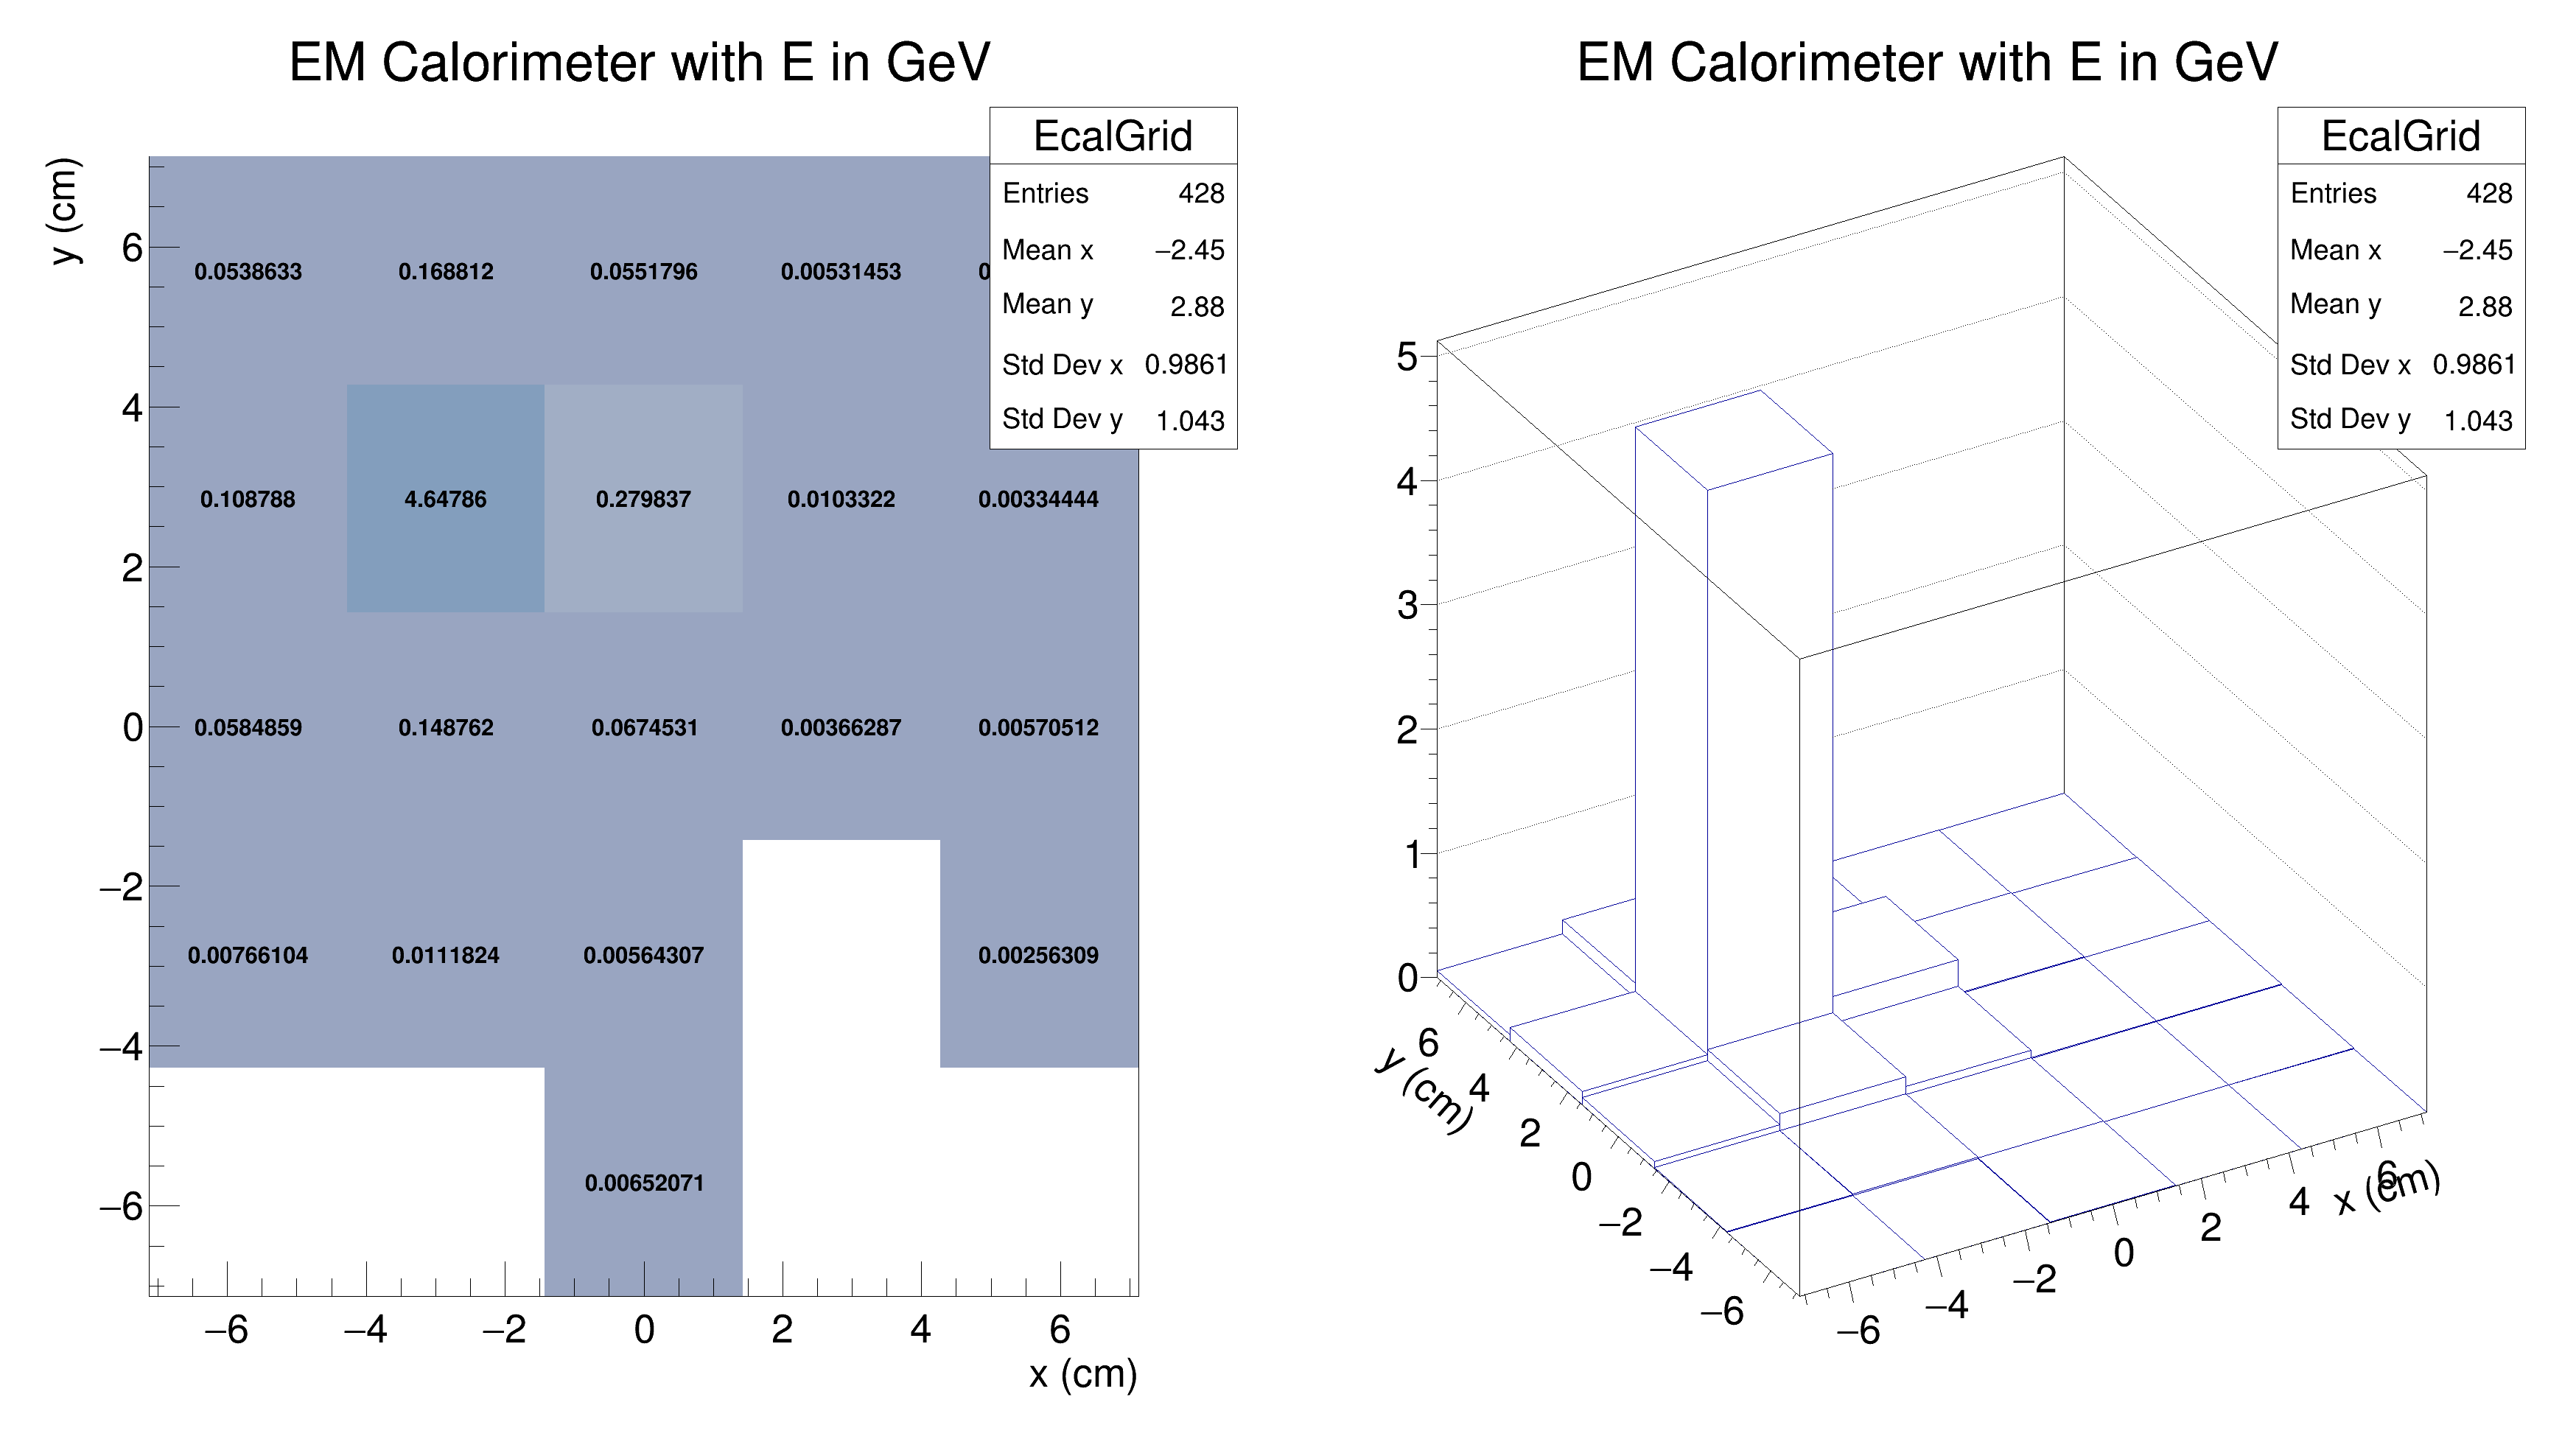 EM Calorimeter with E in GeV
EcalGrid
Entries 428
Mean x −2.45
Mean y 2.88
Std Dev x 0.9861
Std Dev y 1.043
y (cm)
6
4
2
0
−2
−4
−6
0.0538633 0.168812 0.0551796 0.00531453 0
0.108788 4.64786 0.279837 0.0103322 0.00334444
0.0584859 0.148762 0.0674531 0.00366287 0.00570512
0.00766104 0.0111824 0.00564307 0.00256309
0.00652071
−6 −4 −2 0 2 4 6
x (cm)
EM Calorimeter with E in GeV
EcalGrid
Entries 428
Mean x −2.45
Mean y 2.88
Std Dev x 0.9861
Std Dev y 1.043
5
4
3
2
1
0
y (cm)
6
4
2
0
−2
−4
−6
−6 −4 −2 0 2 4 6
x (cm)